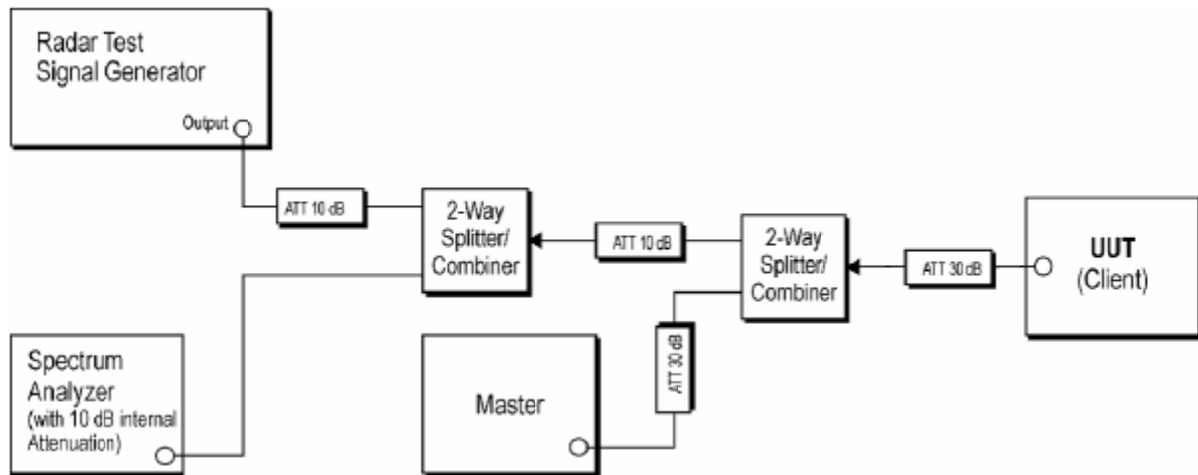 Radar Test
Signal Generator
Output
ATT 10 dB
2-Way
Splitter/
Combiner
ATT 10 dB
2-Way
Splitter/
Combiner
ATT 30 dB
UUT
(Client)
Spectrum
Analyzer
(with 10 dB internal
Attenuation)
Master
ATT 30 dB